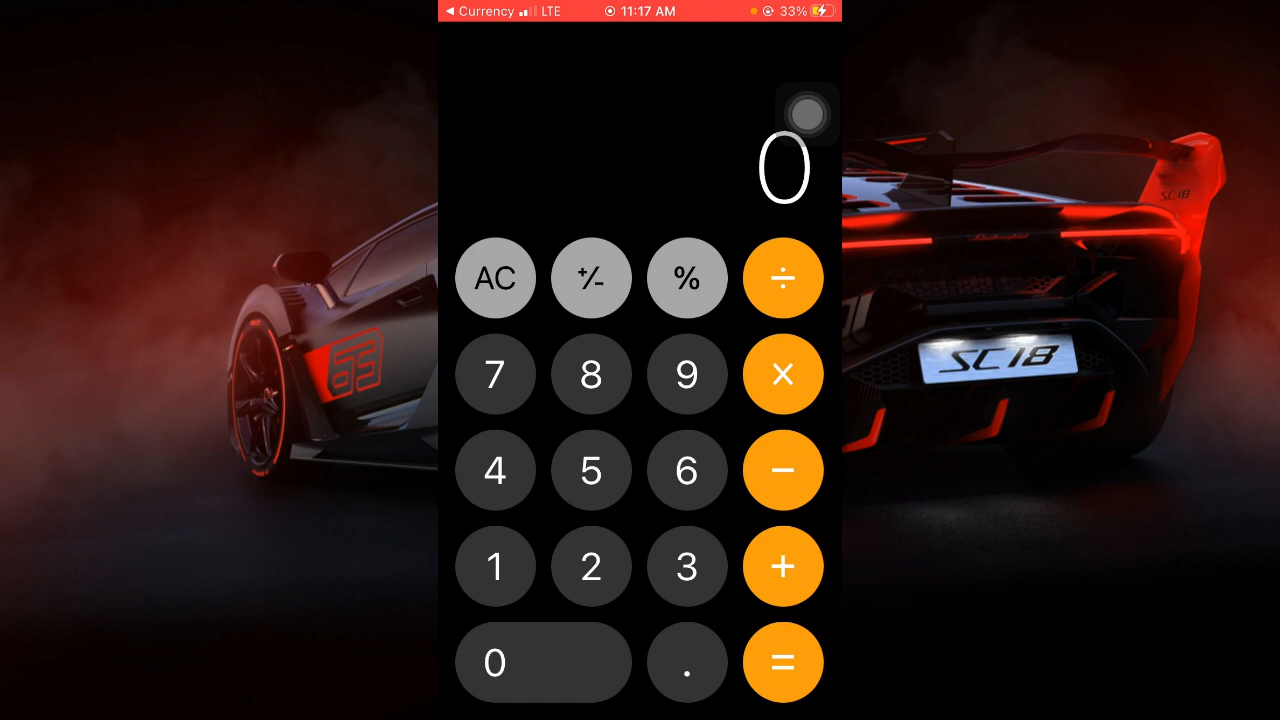 ◀ Currency LTE 11:17 AM 33%
0
AC ⁺∕₋ % ÷
7 8 9 ×
4 5 6 −
1 2 3 +
0 . =
63
SC18
SC18